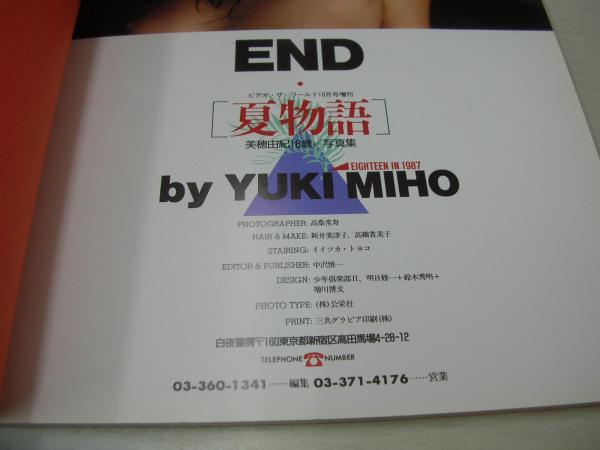 END
ビデオ・ザ・ワールド10月号増刊
[夏物語]
美穂由紀18歳 写真集
EIGHTEEN IN 1987
by YUKI MIHO
PHOTOGRAPHER: 高桑常寿
HAIR & MAKE: 新井美津子、高橋貴美子
STAIRING: イイヅカ・トヨコ
EDITOR & PUBLISHER: 中沢慎一
DESIGN: 少年倶楽部II、明日修一+鈴木秀明+
増川博文
PHOTO TYPE: (株)公栄社
PRINT: 三共グラビア印刷(株)
白夜書房〒160東京都新宿区高田馬場4-28-12
TELEPHONE NUMBER
03-360-1341……編集 03-371-4176……営業